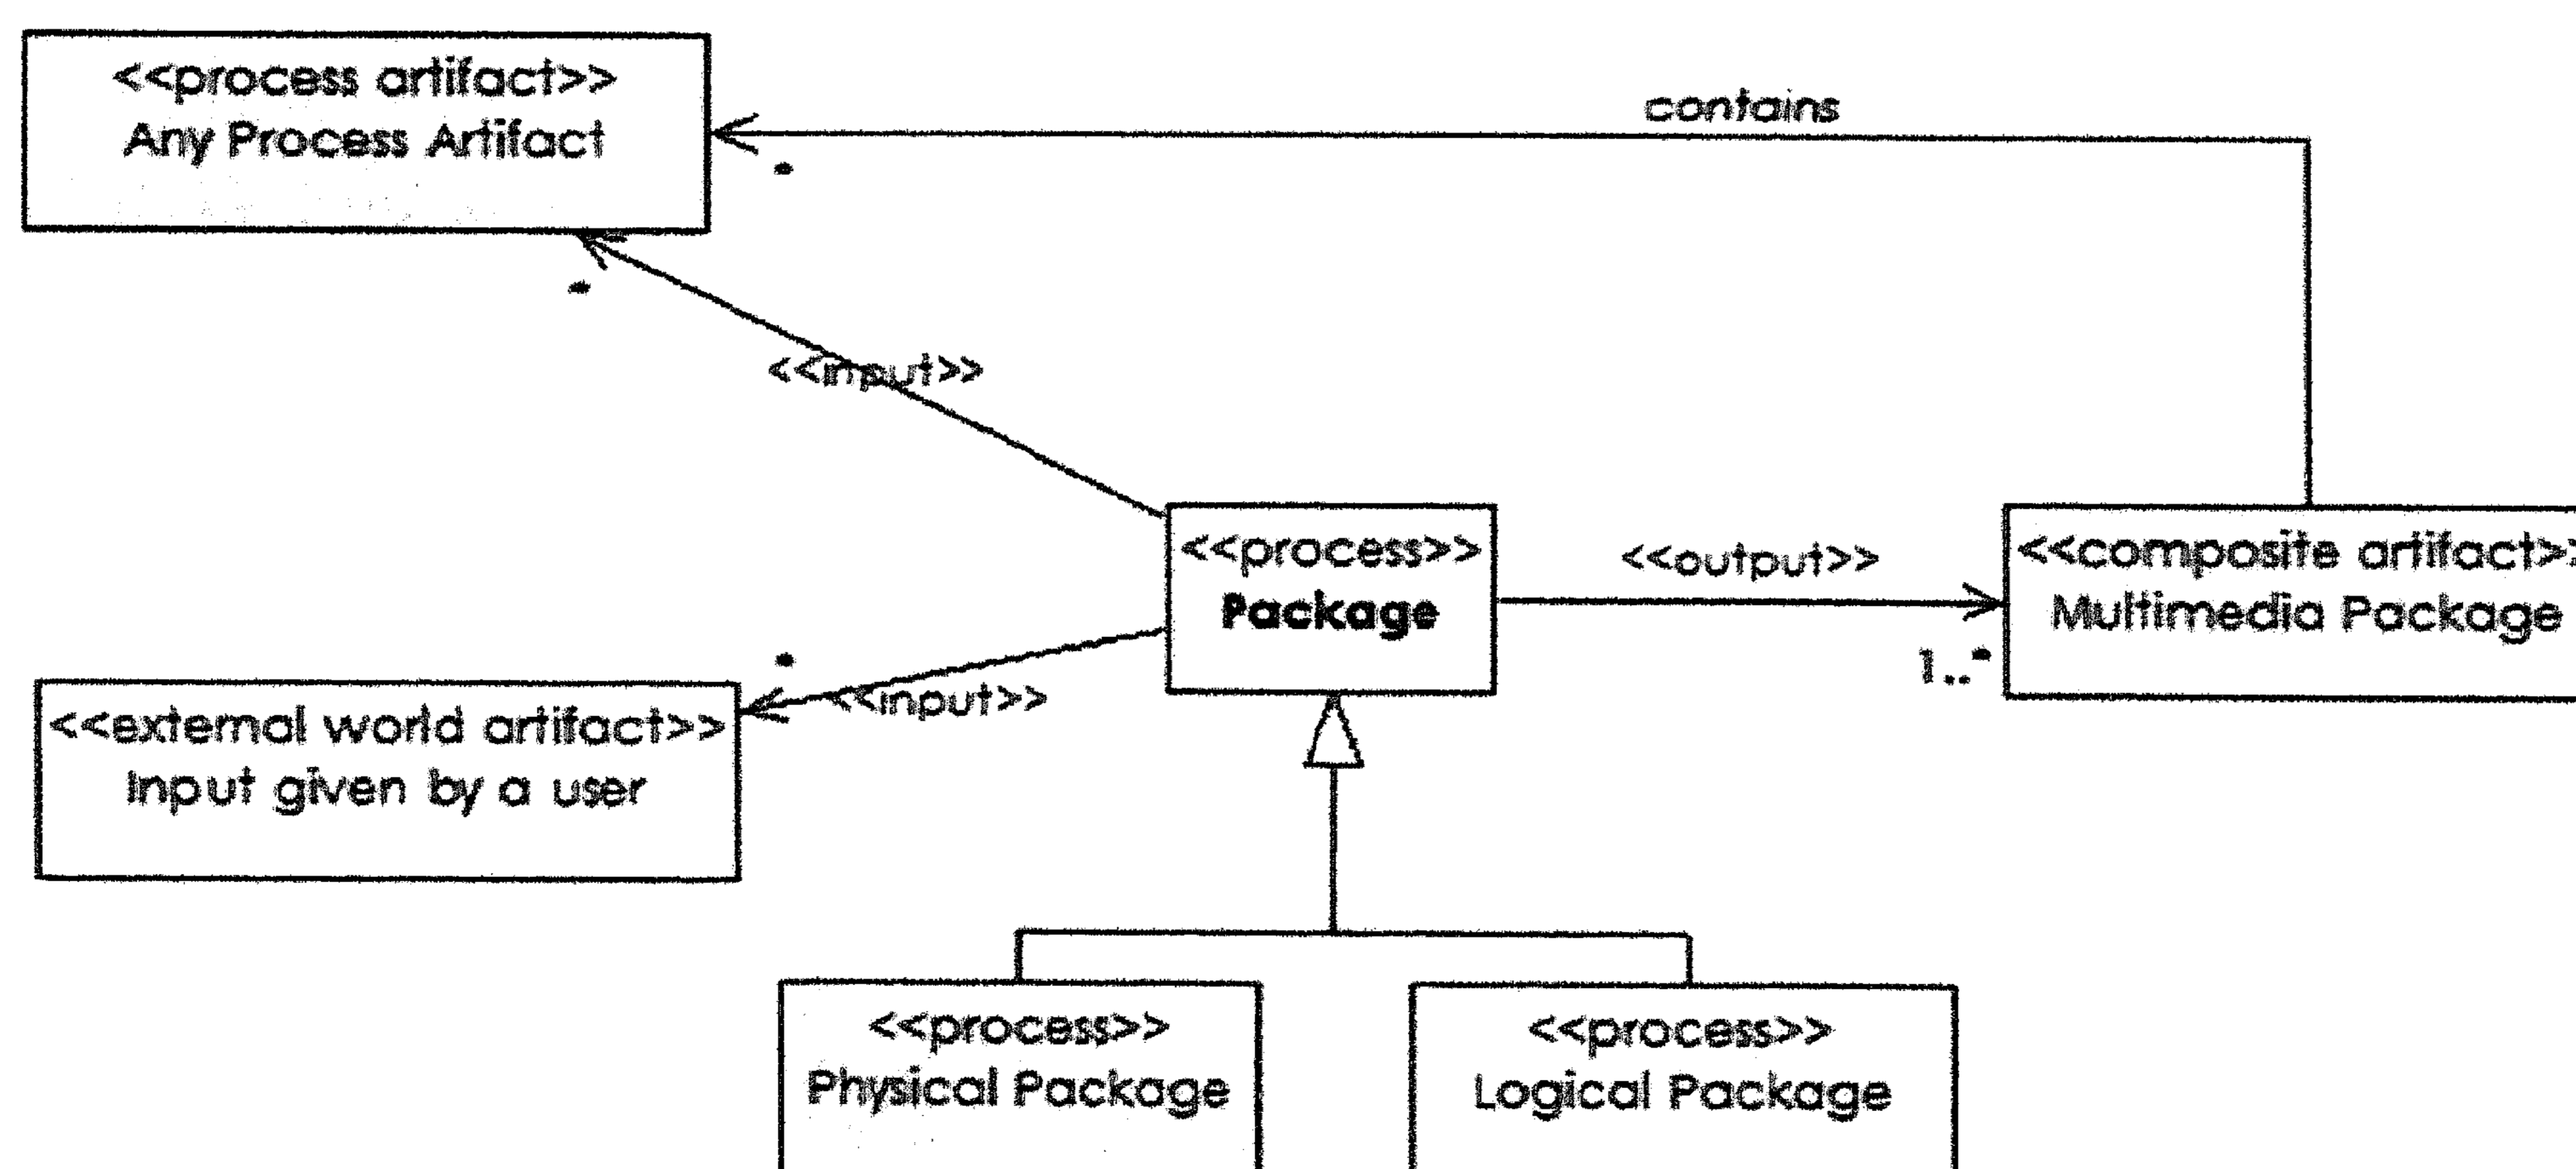 <<process artifact>>
Any Process Artifact
contains
*
*
<<input>>
<<process>>
Package
<<output>>
1..*
<<composite artifact>>
Multimedia Package
*
<<input>>
<<external world artifact>>
Input given by a user
<<process>>
Physical Package
<<process>>
Logical Package